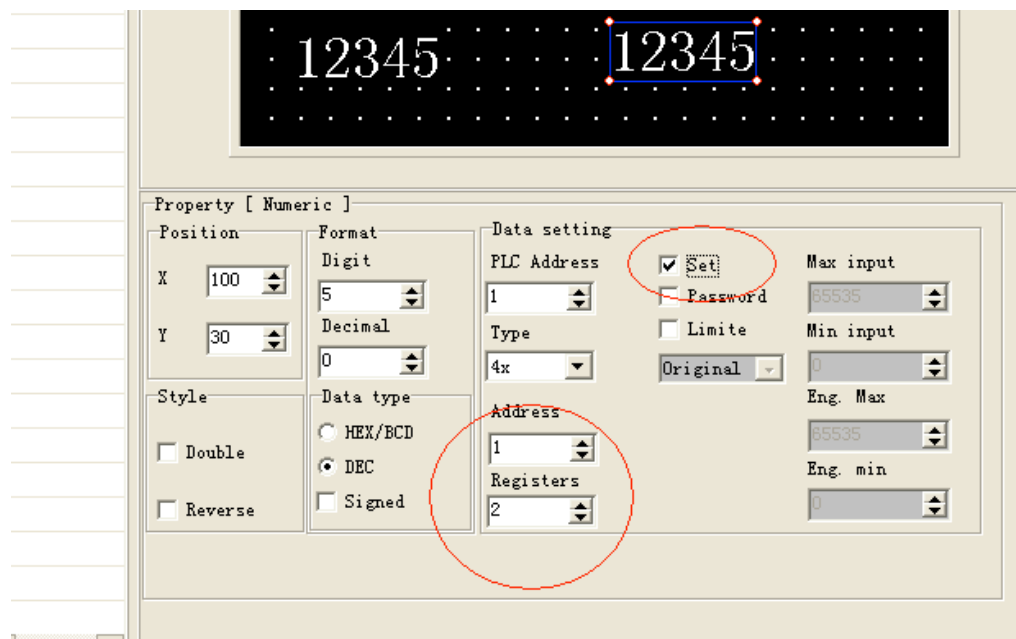 12345 12345
Property [ Numeric ]
Position
X 100
Y 30
Style
Double
Reverse
Format
Digit
5
Decimal
0
Data type
HEX/BCD
DEC
Signed
Data setting
PLC Address
1
Type
4x
Address
1
Registers
2
Set
Password
Limite
Original
Max input
65535
Min input
0
Eng. Max
65535
Eng. min
0